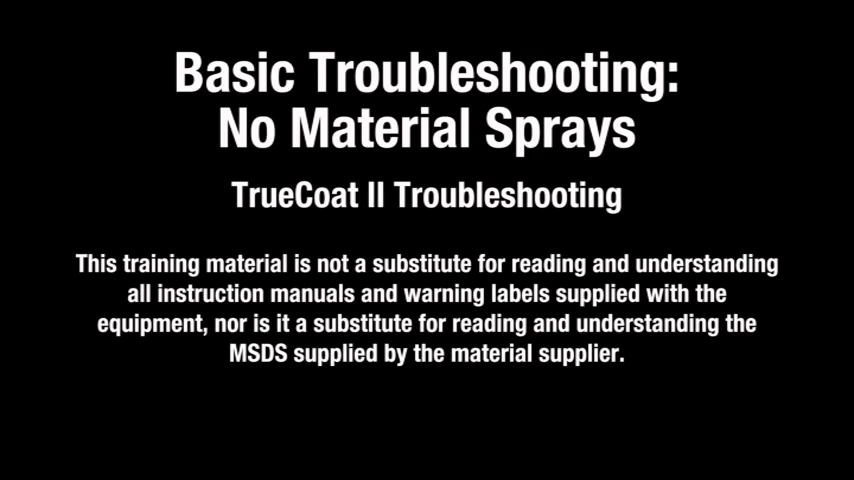 Basic Troubleshooting:
No Material Sprays
TrueCoat II Troubleshooting
This training material is not a substitute for reading and understanding
all instruction manuals and warning labels supplied with the
equipment, nor is it a substitute for reading and understanding the
MSDS supplied by the material supplier.